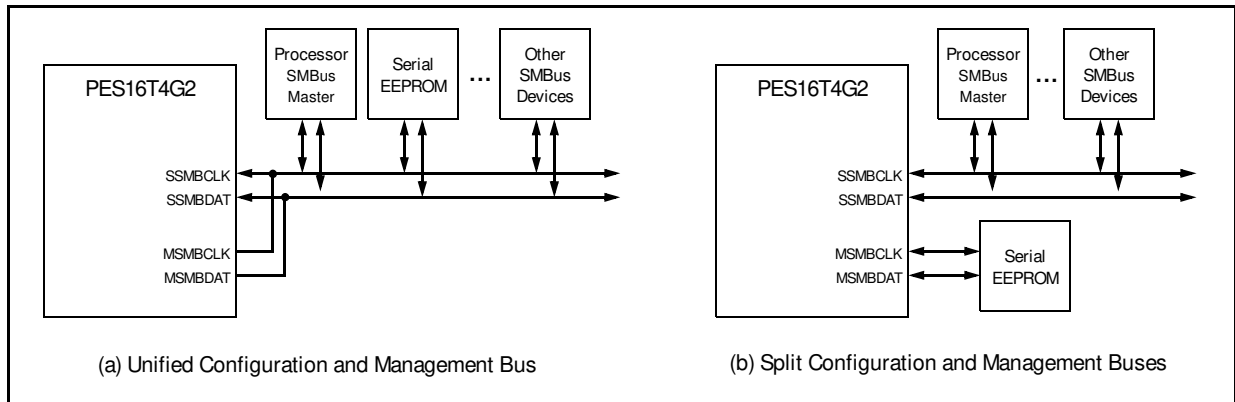 PES16T4G2
Processor
SMBus
Master
Serial
EEPROM
...
Other
SMBus
Devices
SSMBCLK
SSMBDAT
MSMBCLK
MSMBDAT
(a) Unified Configuration and Management Bus
PES16T4G2
Processor
SMBus
Master
...
Other
SMBus
Devices
SSMBCLK
SSMBDAT
MSMBCLK
MSMBDAT
Serial
EEPROM
(b) Split Configuration and Management Buses